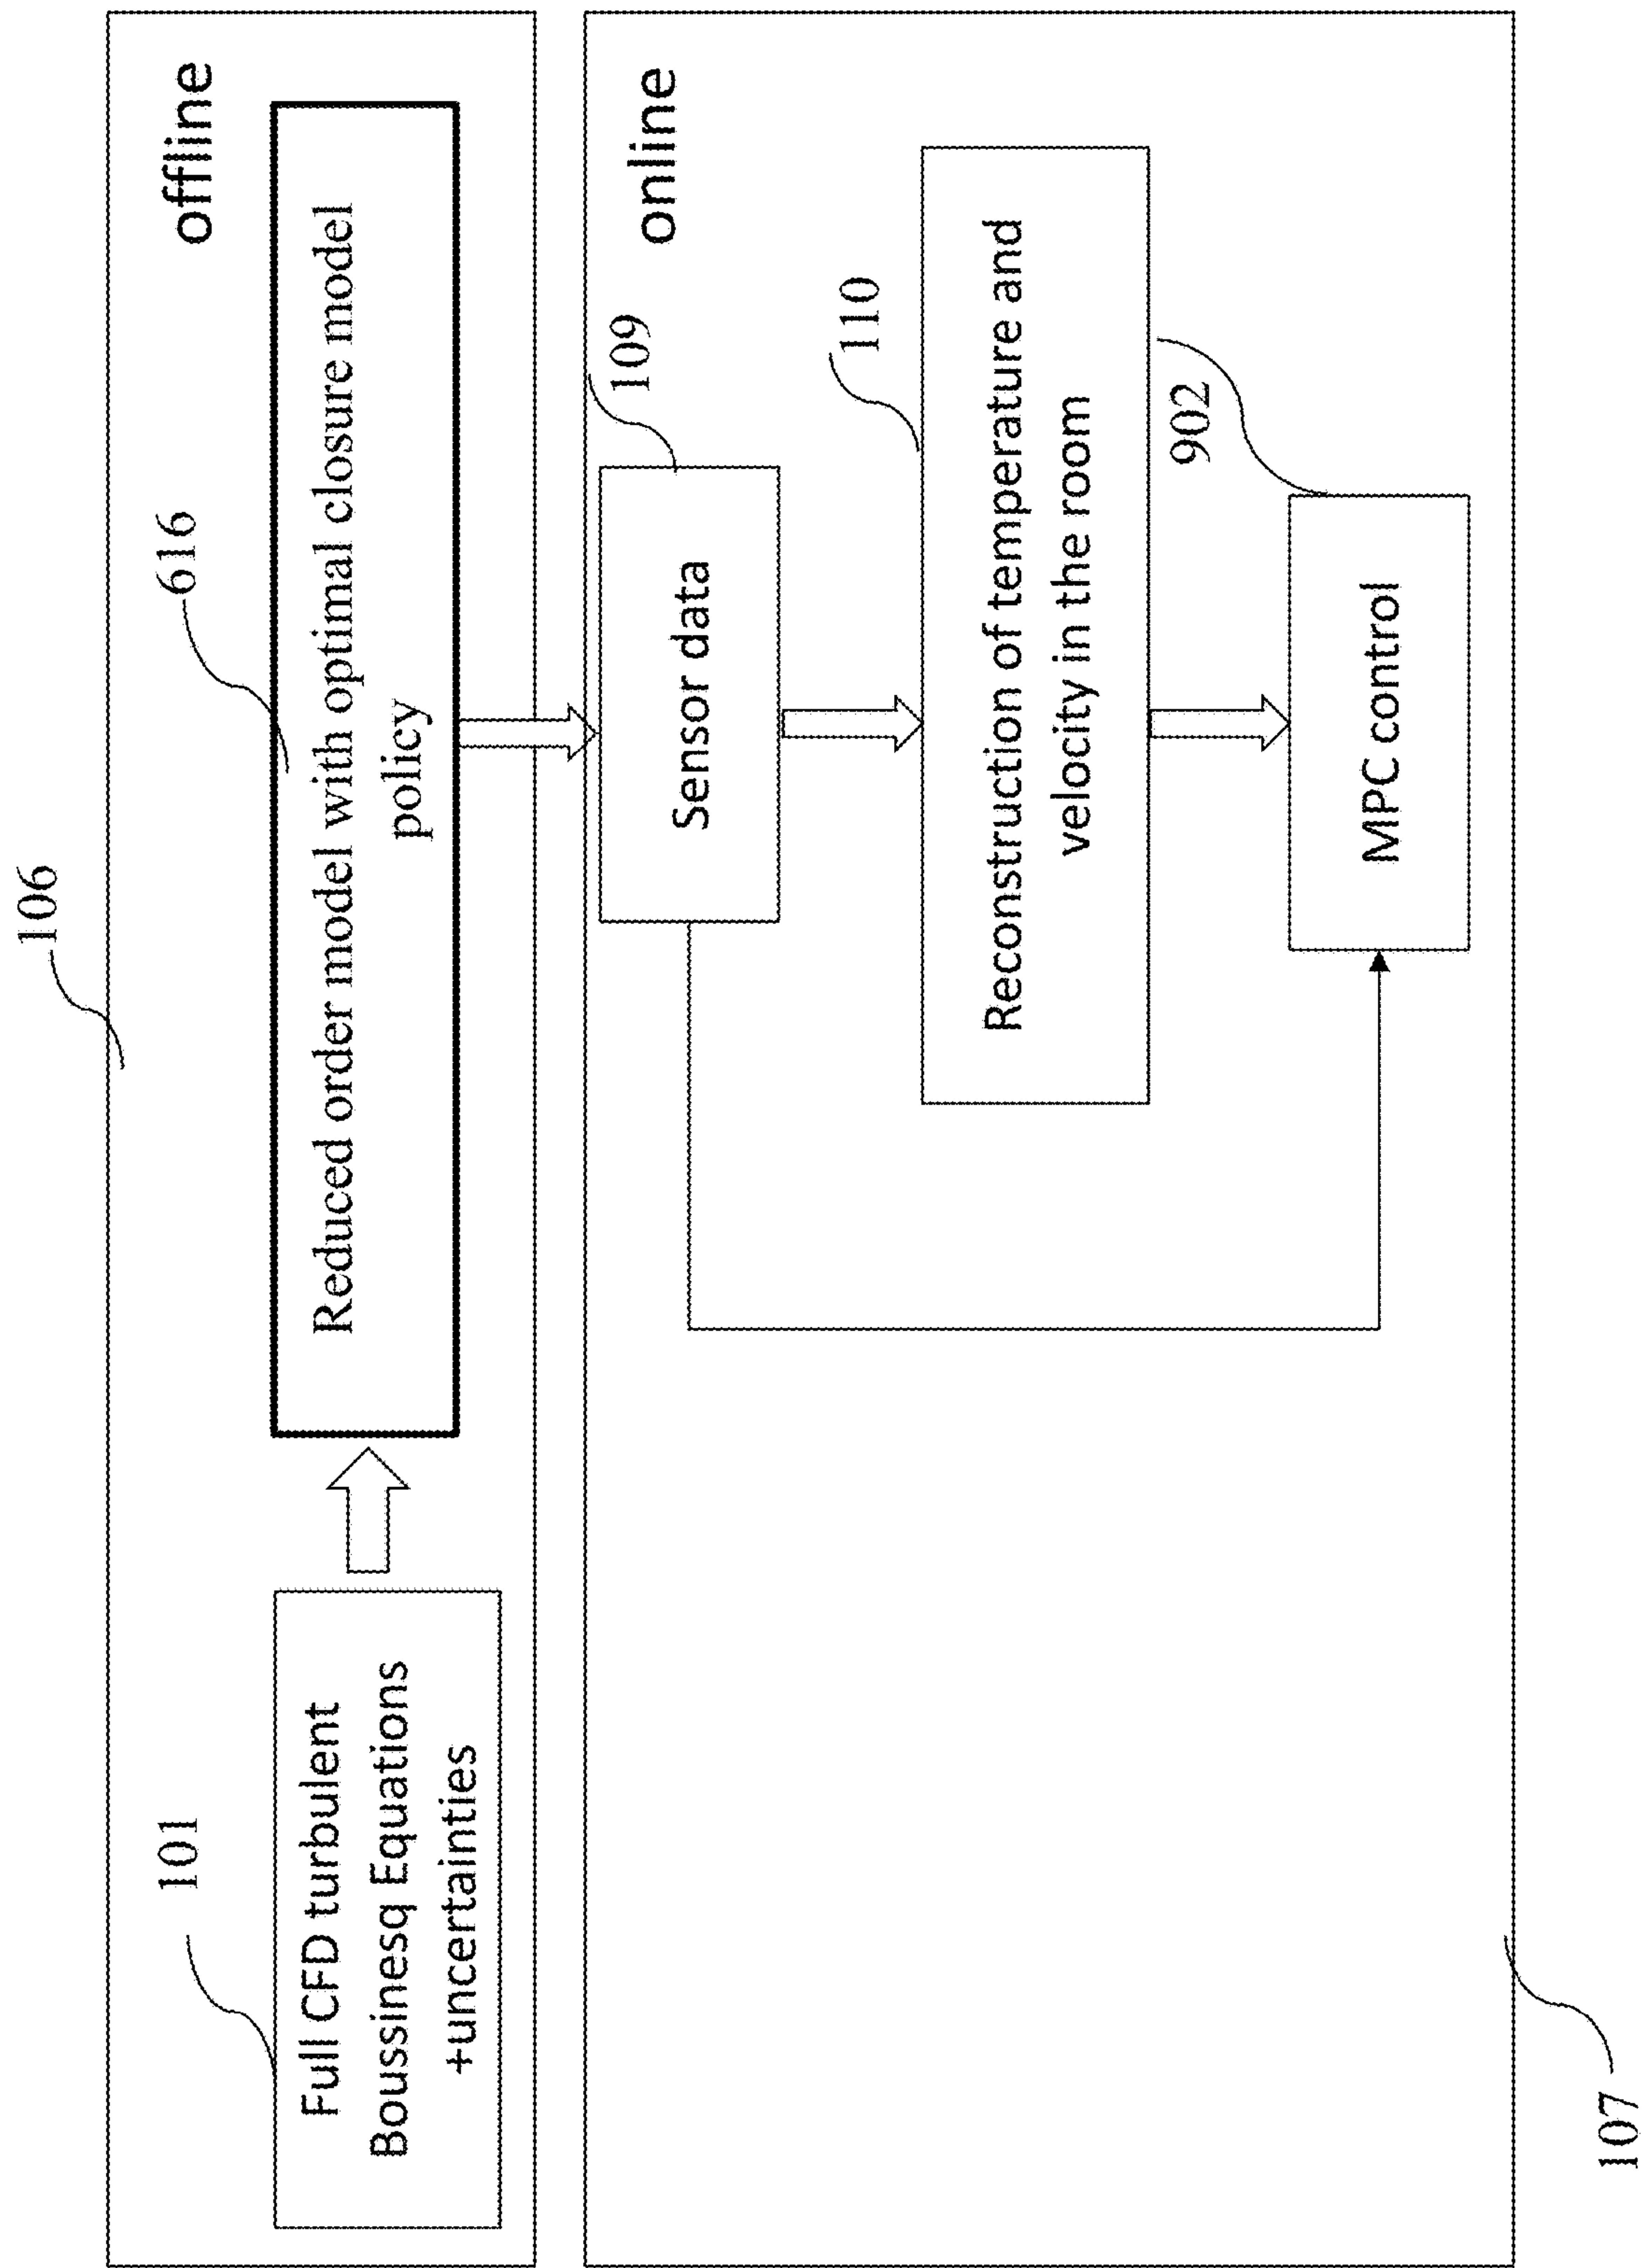 106
offline
101
Full CFD turbulent
Boussinesq Equations
+uncertainties
616
Reduced order model with optimal closure model
policy
online
109
Sensor data
110
Reconstruction of temperature and
velocity in the room
902
MPC control
107